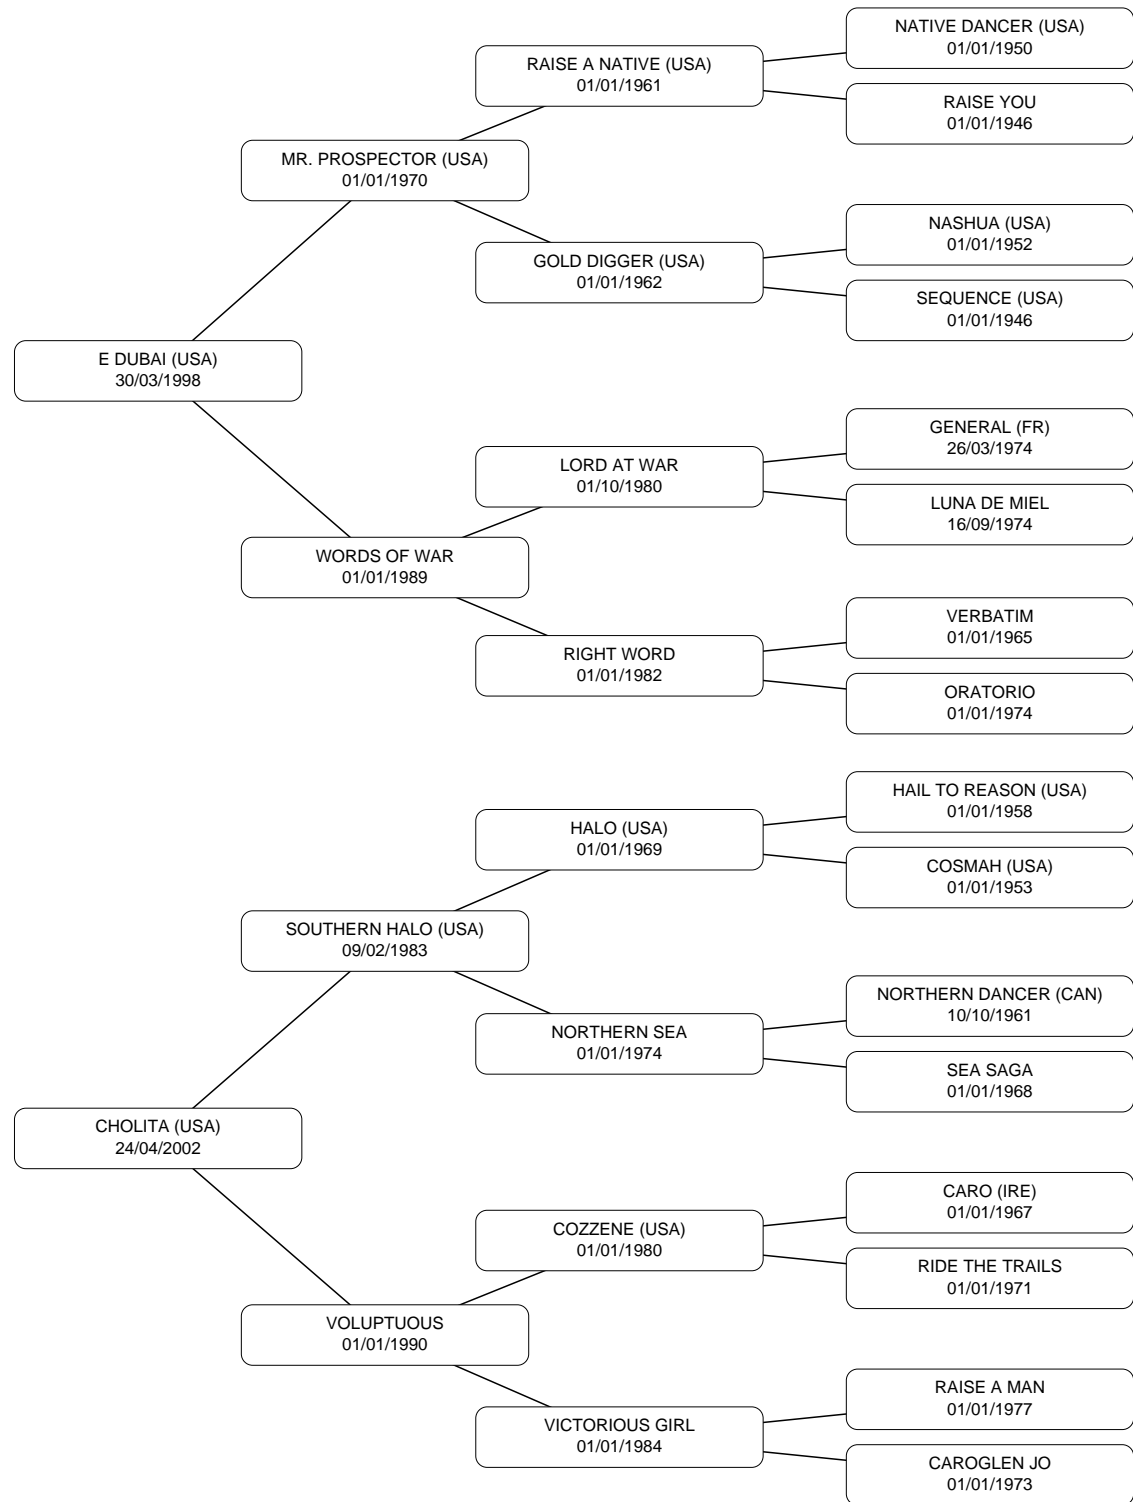 NATIVE DANCER (USA)
01/01/1950
RAISE A NATIVE (USA)
01/01/1961
RAISE YOU
01/01/1946
MR. PROSPECTOR (USA)
01/01/1970
NASHUA (USA)
01/01/1952
GOLD DIGGER (USA)
01/01/1962
SEQUENCE (USA)
01/01/1946
E DUBAI (USA)
30/03/1998
GENERAL (FR)
26/03/1974
LORD AT WAR
01/10/1980
LUNA DE MIEL
16/09/1974
WORDS OF WAR
01/01/1989
VERBATIM
01/01/1965
RIGHT WORD
01/01/1982
ORATORIO
01/01/1974
HAIL TO REASON (USA)
01/01/1958
HALO (USA)
01/01/1969
COSMAH (USA)
01/01/1953
SOUTHERN HALO (USA)
09/02/1983
NORTHERN DANCER (CAN)
10/10/1961
NORTHERN SEA
01/01/1974
SEA SAGA
01/01/1968
CHOLITA (USA)
24/04/2002
CARO (IRE)
01/01/1967
COZZENE (USA)
01/01/1980
RIDE THE TRAILS
01/01/1971
VOLUPTUOUS
01/01/1990
RAISE A MAN
01/01/1977
VICTORIOUS GIRL
01/01/1984
CAROGLEN JO
01/01/1973